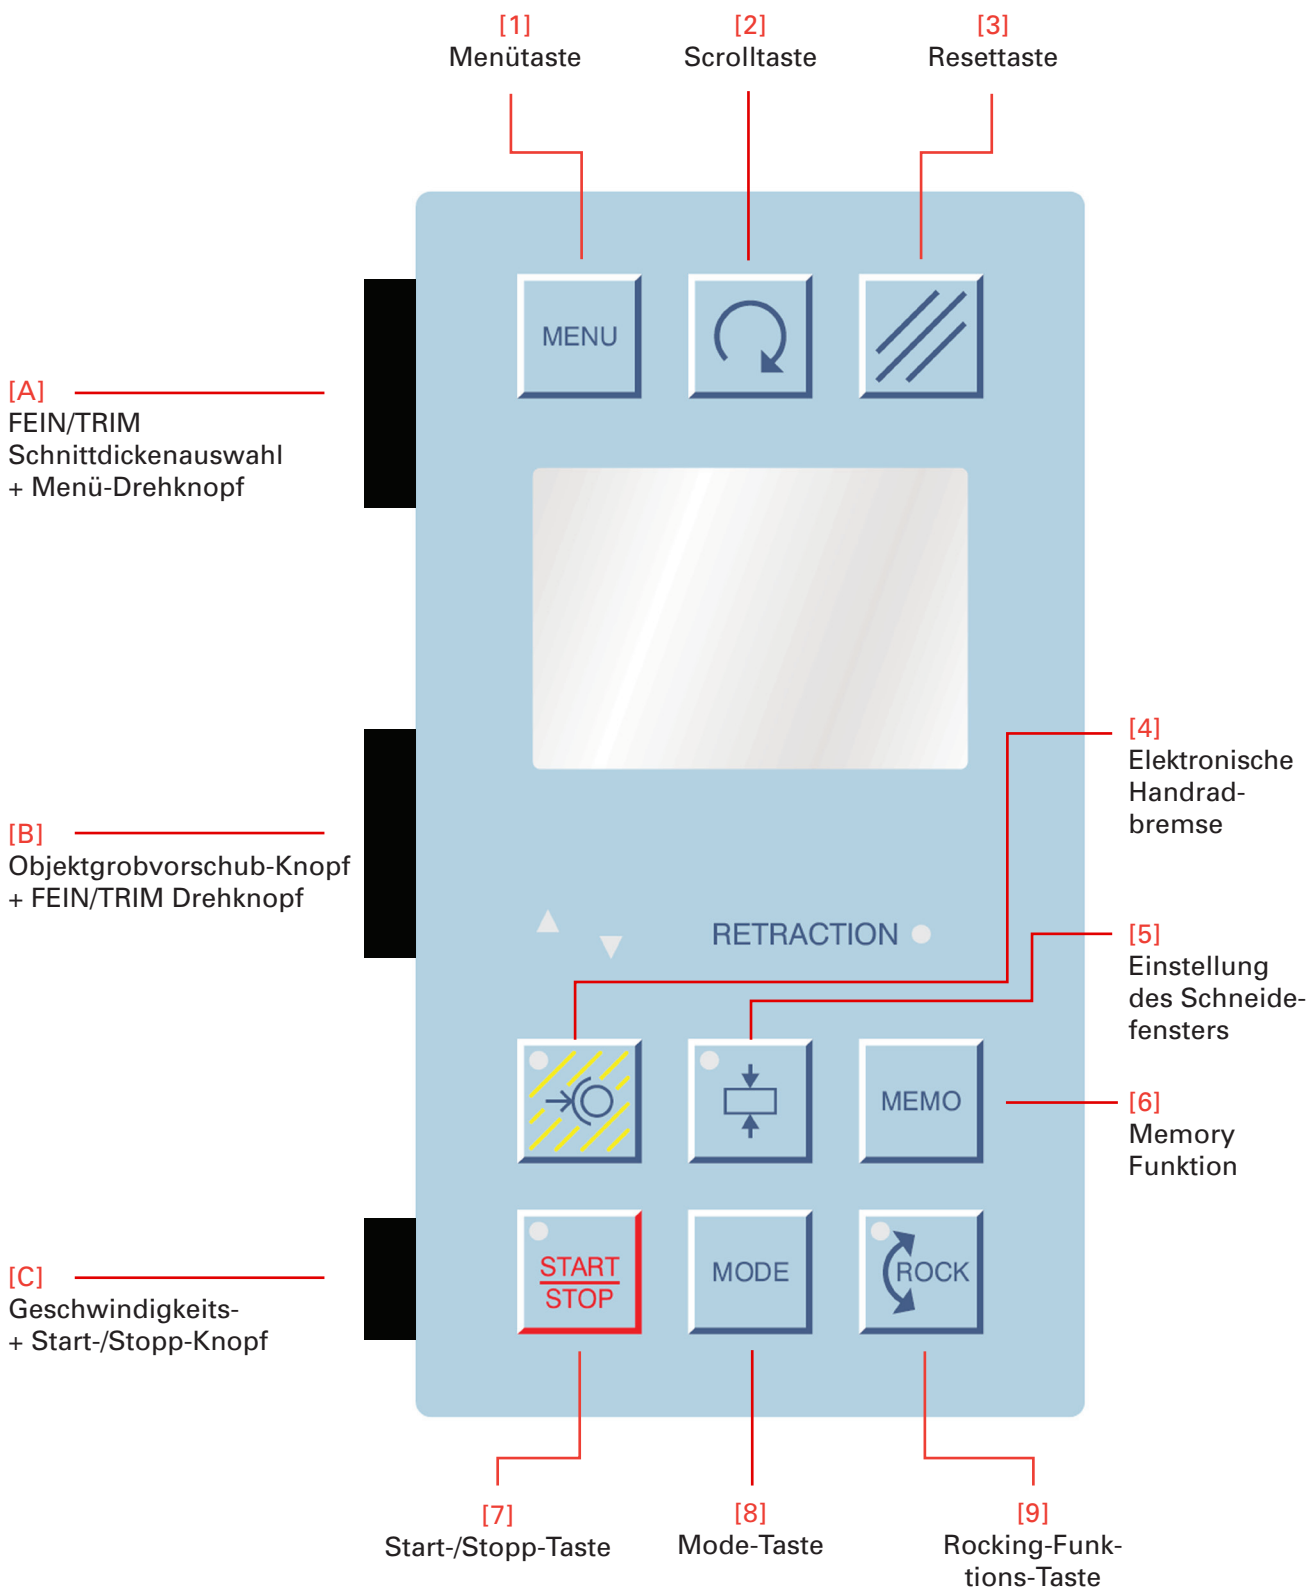 [1]
Menütaste
[2]
Scrolltaste
[3]
Resettaste
MENU
[A]
FEIN/TRIM
Schnittdickenauswahl
+ Menü-Drehknopf
[4]
Elektronische
Handrad-
bremse
[B]
Objektgrobvorschub-Knopf
+ FEIN/TRIM Drehknopf
RETRACTION
[5]
Einstellung
des Schneide-
fensters
MEMO
[6]
Memory
Funktion
[C]
Geschwindigkeits-
+ Start-/Stopp-Knopf
START
STOP
MODE
ROCK
[7]
Start-/Stopp-Taste
[8]
Mode-Taste
[9]
Rocking-Funk-
tions-Taste